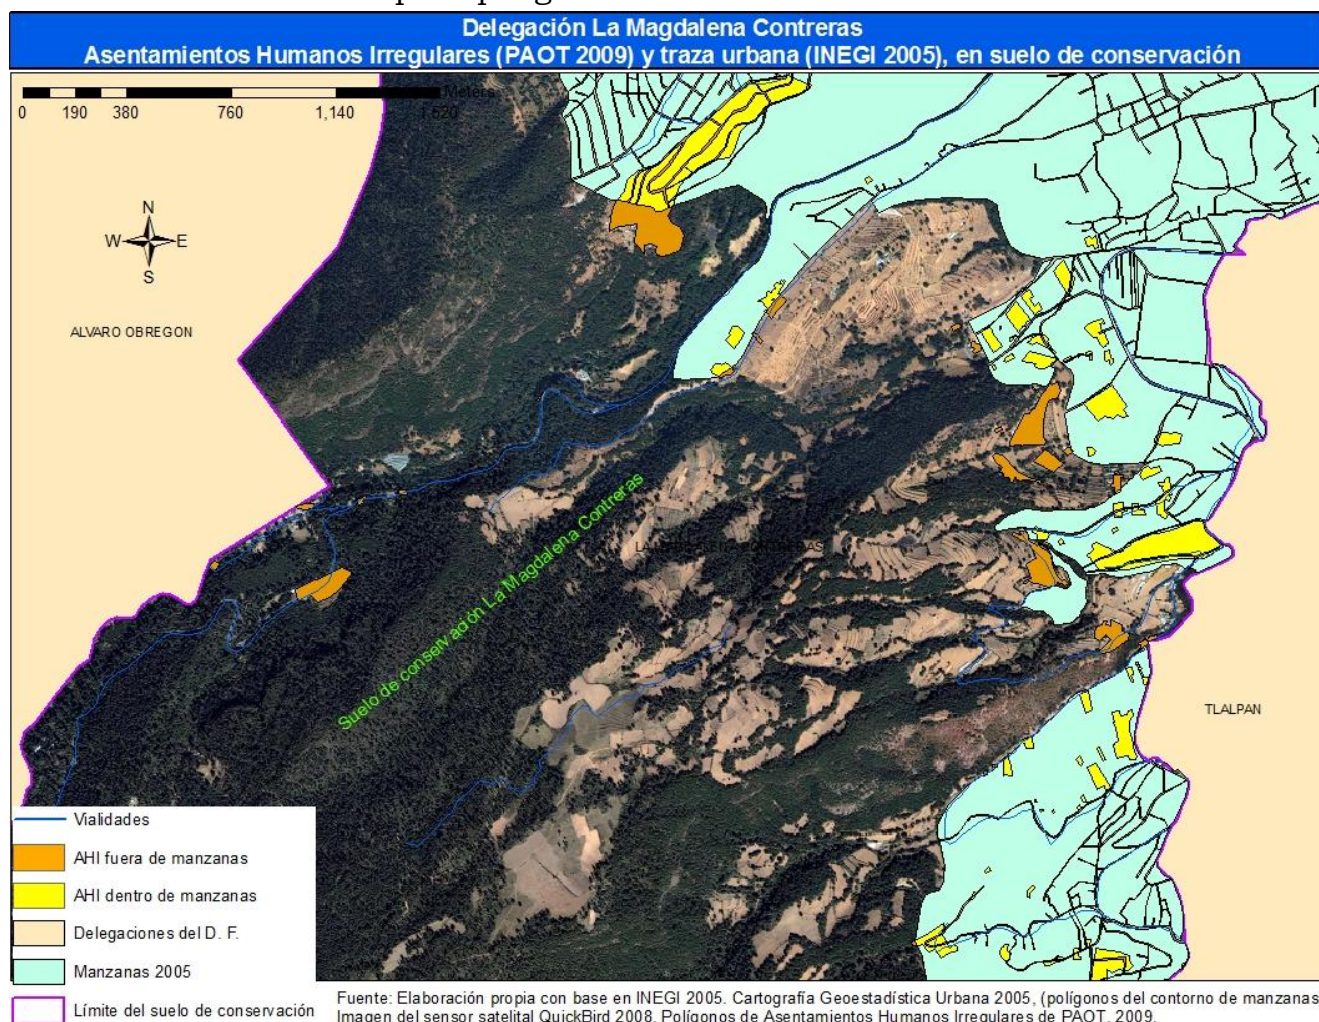 Delegación La Magdalena Contreras
Asentamientos Humanos Irregulares (PAOT 2009) y traza urbana (INEGI 2005), en suelo de conservación
Meters
0 190 380 760 1,140 1,520
N
W E
S
ALVARO OBREGON
Suelo de conservación La Magdalena Contreras
LA MAGDALENA CONTRERAS
TLALPAN
Vialidades
AHI fuera de manzanas
AHI dentro de manzanas
Delegaciones del D. F.
Manzanas 2005
Límite del suelo de conservación
Fuente: Elaboración propia con base en INEGI 2005. Cartografía Geoestadística Urbana 2005, (polígonos del contorno de manzanas
Imagen del sensor satelital QuickBird 2008. Polígonos de Asentamientos Humanos Irregulares de PAOT, 2009.